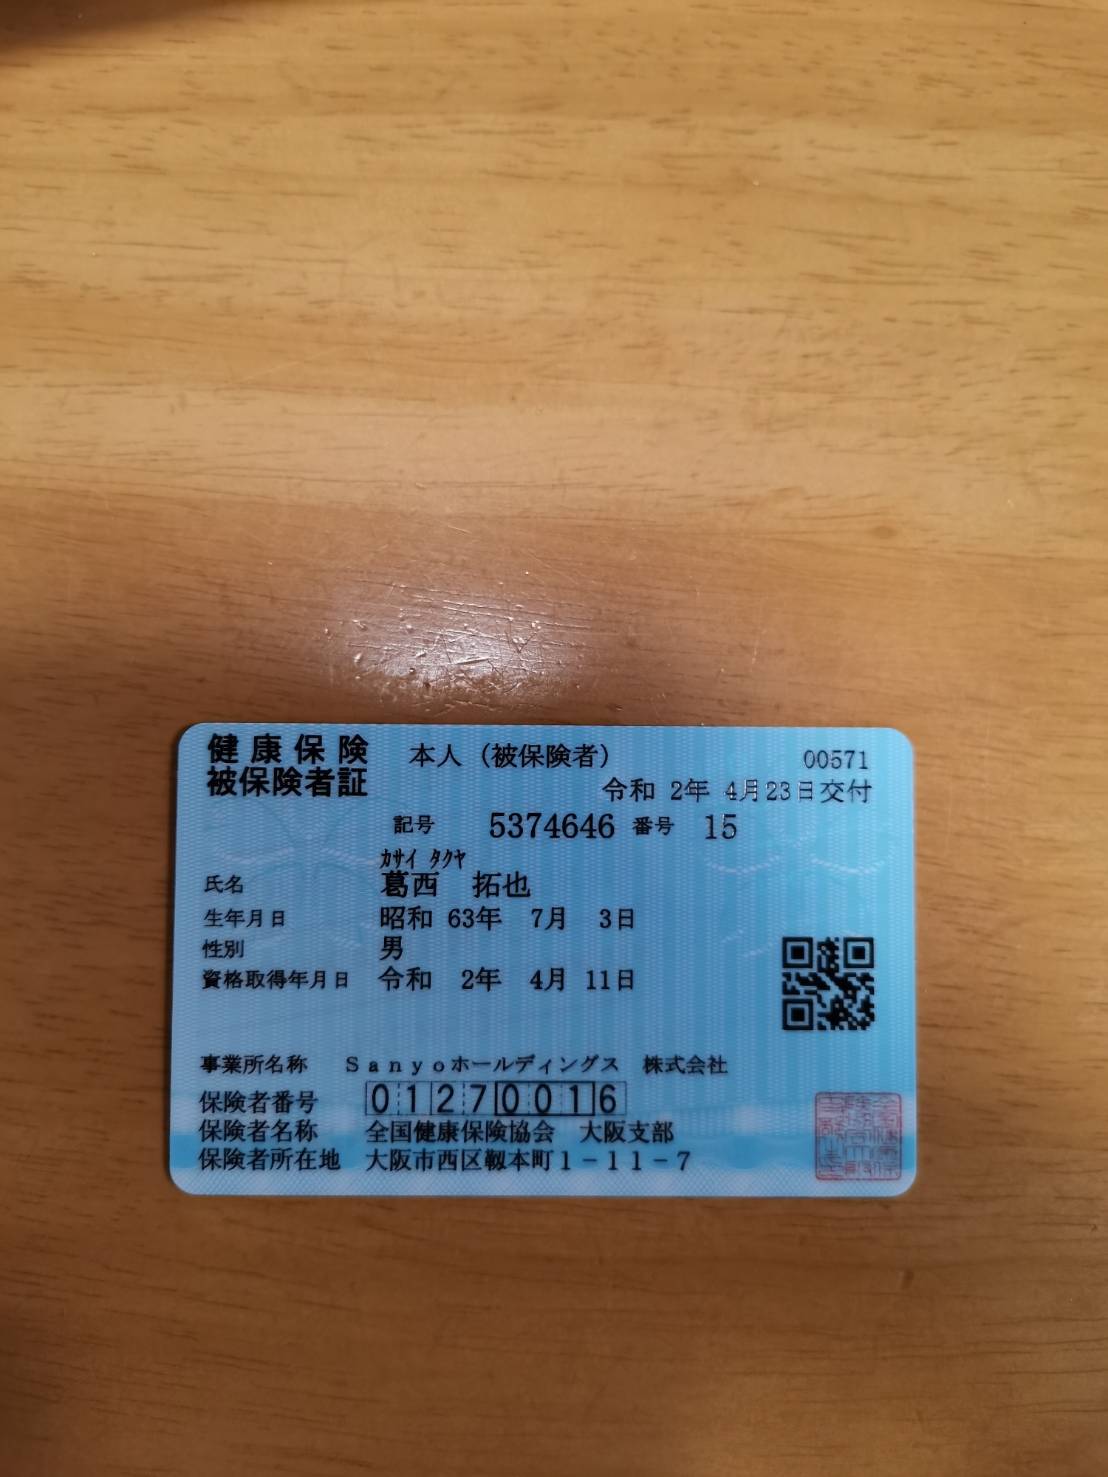 健康保険 本人（被保険者） 00571
被保険者証 令和 2年 4月23日交付
記号 5374646 番号 15
ｶｻｲ ﾀｸﾔ
氏名 葛西 拓也
生年月日 昭和 63年 7月 3日
性別 男
資格取得年月日 令和 2年 4月 11日
事業所名称 Ｓａｎｙｏホールディングス 株式会社
保険者番号 01270016
保険者名称 全国健康保険協会 大阪支部
保険者所在地 大阪市西区靱本町１－１１－７